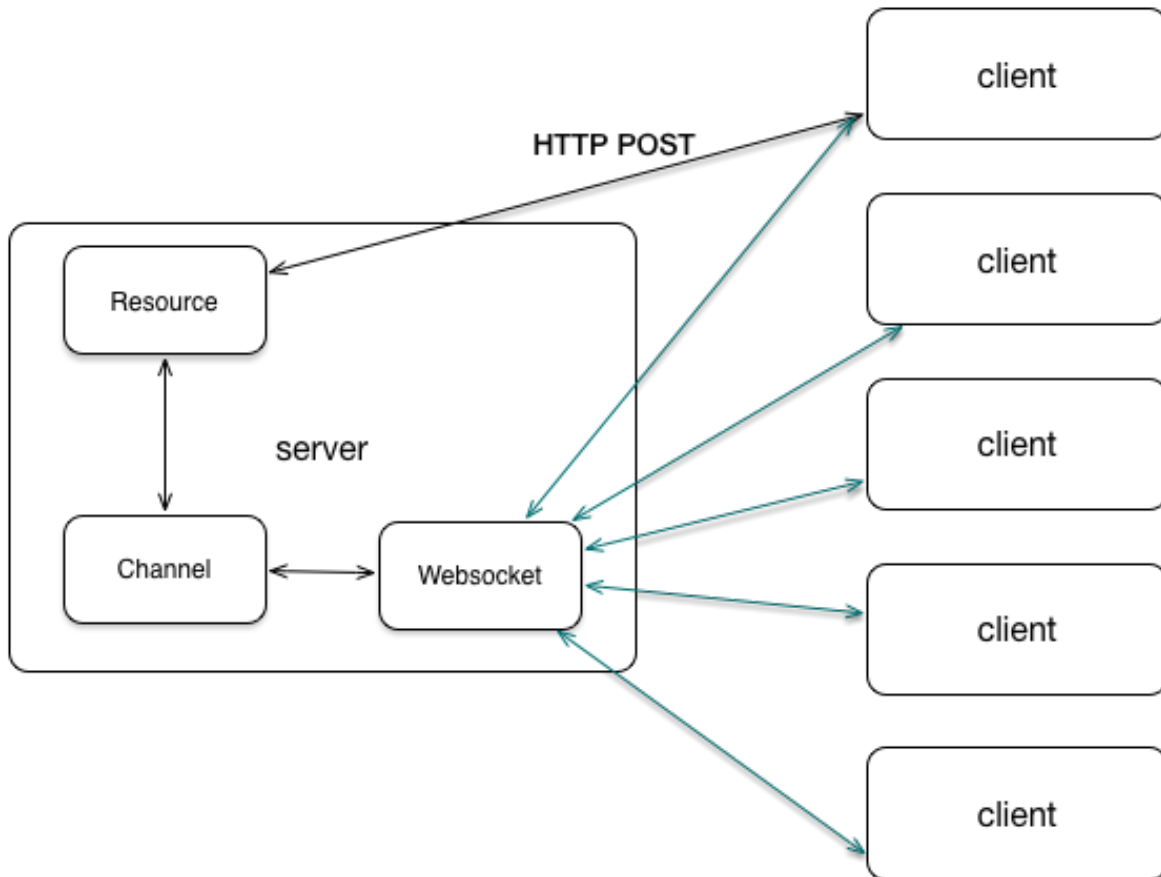 client
HTTP POST
client
Resource
client
server
Channel
Websocket
client
client